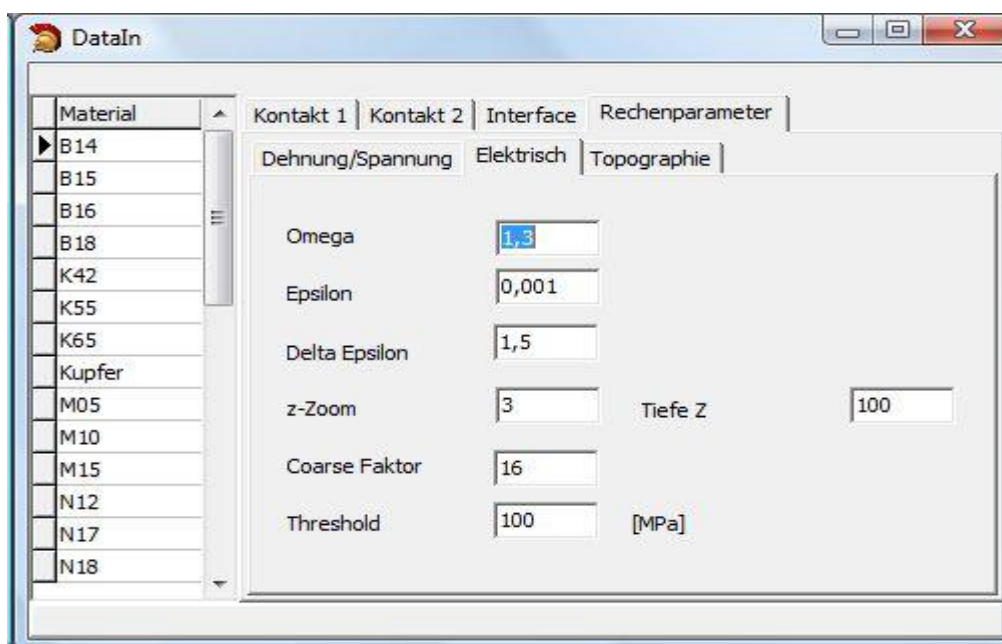 DataIn
Material
B14
B15
B16
B18
K42
K55
K65
Kupfer
M05
M10
M15
N12
N17
N18
Kontakt 1 Kontakt 2 Interface Rechenparameter
Dehnung/Spannung Elektrisch Topographie
Omega 1,3
Epsilon 0,001
Delta Epsilon 1,5
z-Zoom 3 Tiefe Z 100
Coarse Faktor 16
Threshold 100 [MPa]